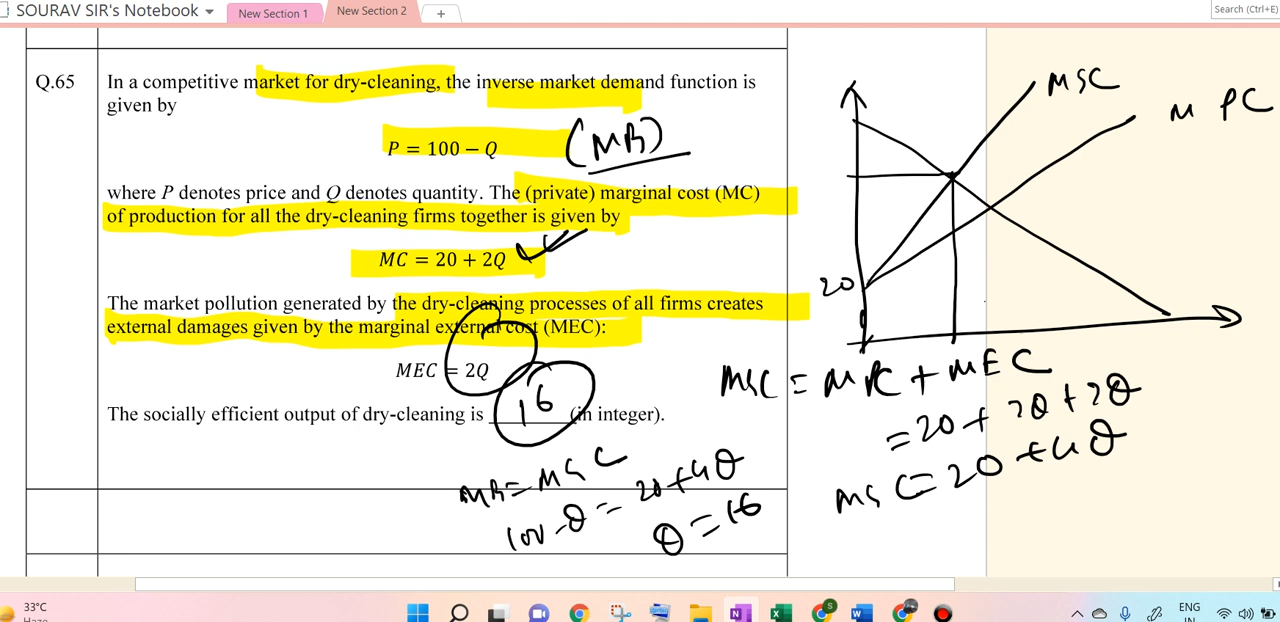 SOURAV SIR's Notebook
New Section 1
New Section 2
+
Search (Ctrl+E)
Q.65
In a competitive market for dry-cleaning, the inverse market demand function is
given by
P = 100 − Q
(MB)
where P denotes price and Q denotes quantity. The (private) marginal cost (MC)
of production for all the dry-cleaning firms together is given by
MC = 20 + 2Q
The market pollution generated by the dry-cleaning processes of all firms creates
external damages given by the marginal external cost (MEC):
MEC = 2Q
The socially efficient output of dry-cleaning is
16
(in integer).
MB = MSC
100 - Q = 20 + 4Q
Q = 16
MSC
M PC
20
MSC = MPC + MEC
= 20 + 2Q + 2Q
MSC = 20 + 4Q
33°C
Haze
ENG
IN